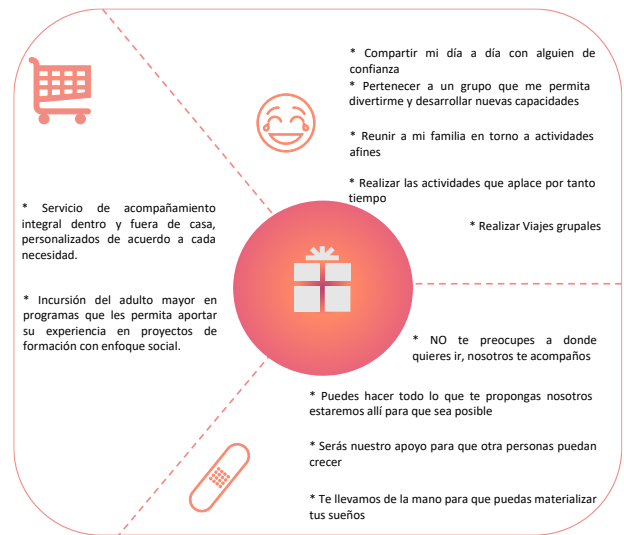 * Compartir mi día a día con alguien de
confianza
* Pertenecer a un grupo que me permita
divertirme y desarrollar nuevas capacidades
* Reunir a mi familia en torno a actividades
afines
* Realizar las actividades que aplace por tanto
tiempo
* Realizar Viajes grupales
* Servicio de acompañamiento
integral dentro y fuera de casa,
personalizados de acuerdo a cada
necesidad.
* Incursión del adulto mayor en
programas que les permita aportar
su experiencia en proyectos de
formación con enfoque social.
* NO te preocupes a donde
quieres ir, nosotros te acompaños
* Puedes hacer todo lo que te propongas nosotros
estaremos allí para que sea posible
* Serás nuestro apoyo para que otra personas puedan
crecer
* Te llevamos de la mano para que puedas materializar
tus sueños